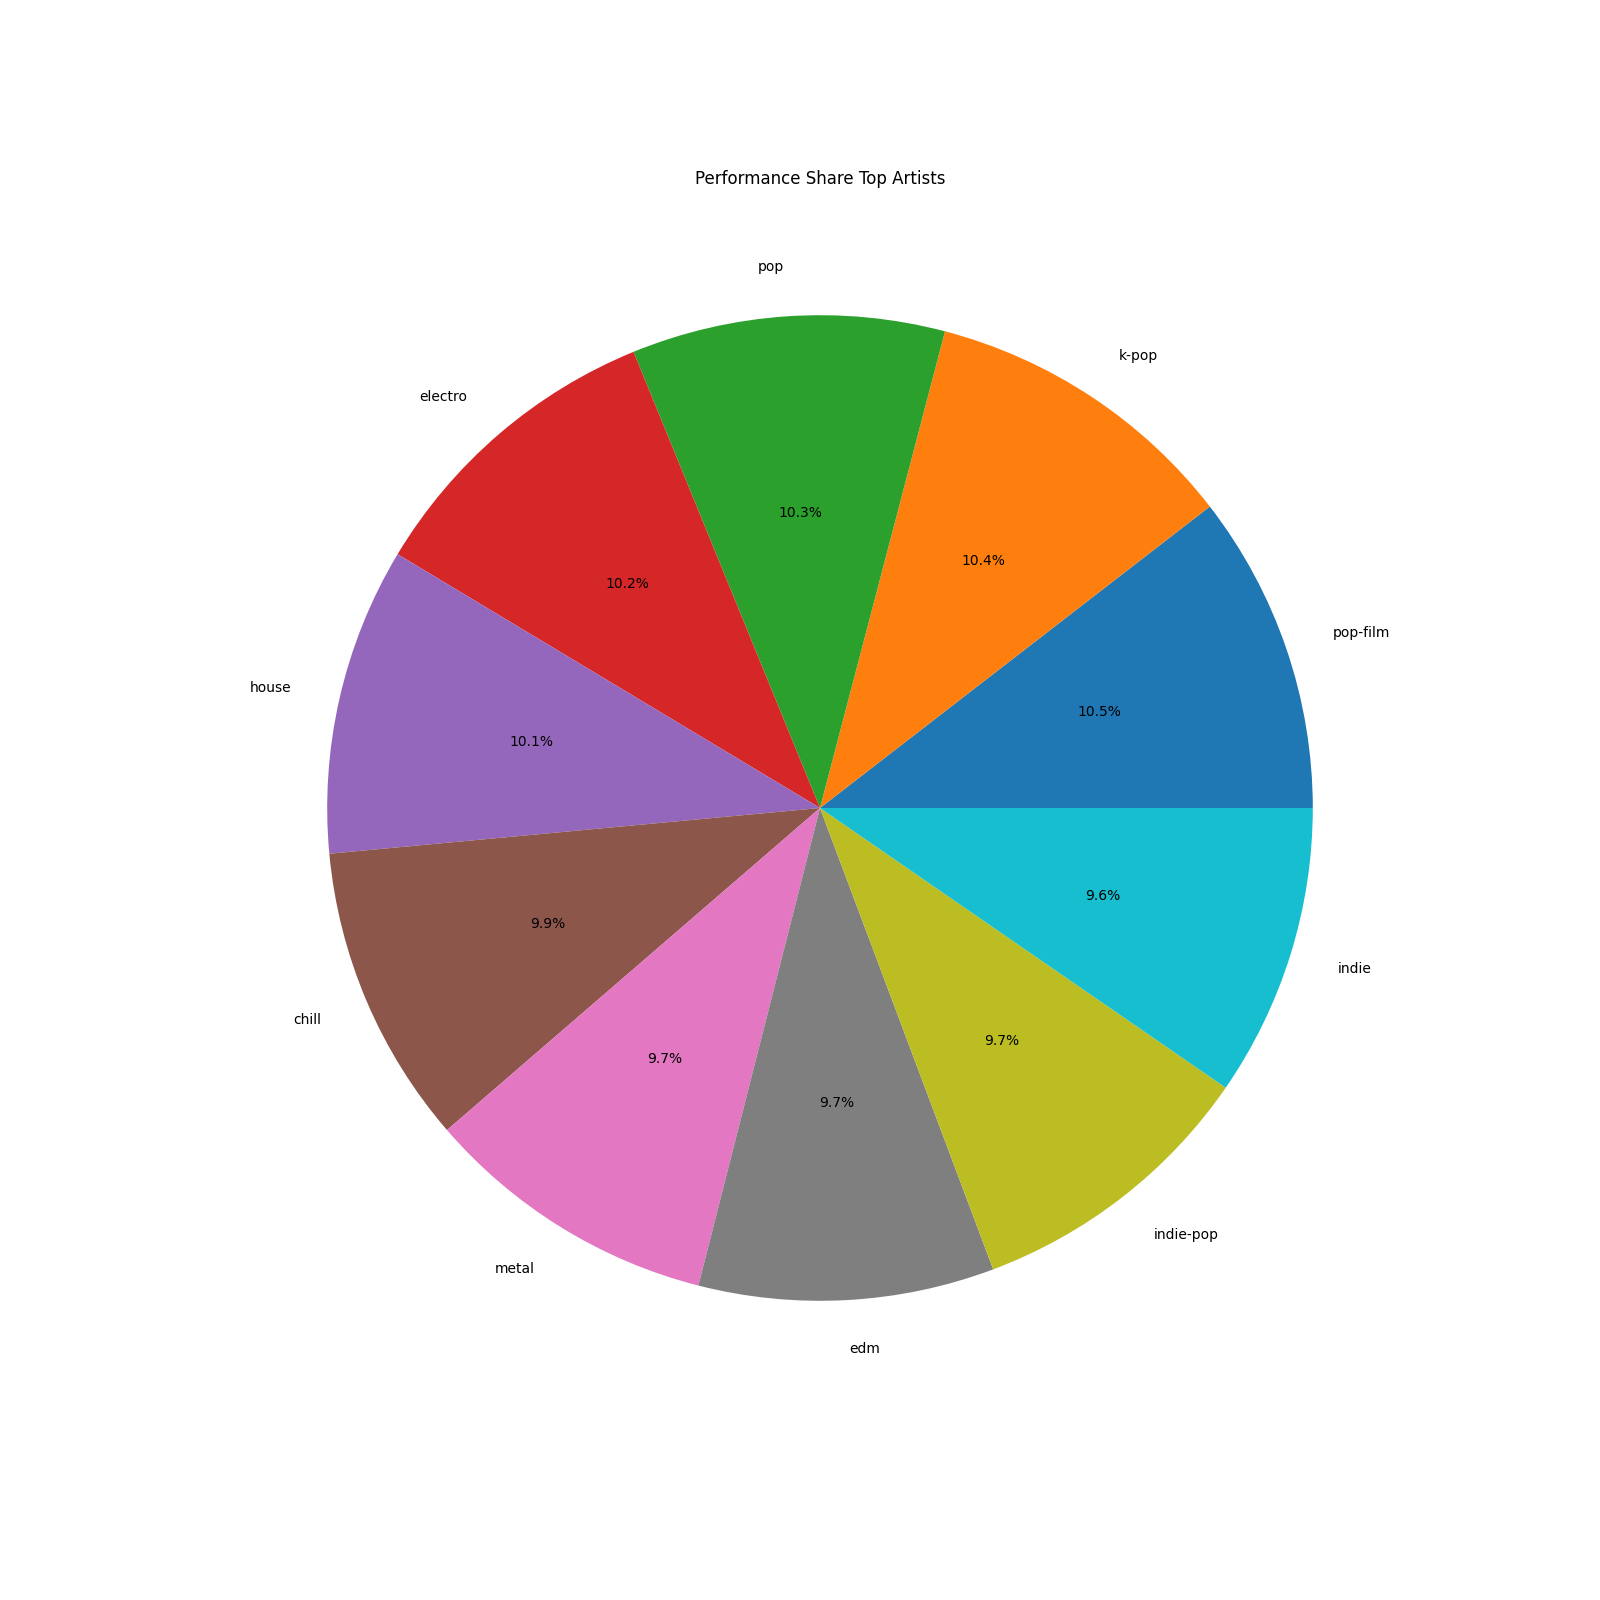 Performance Share Top Artists
pop
k-pop
electro
pop-film
house
chill
metal
edm
indie-pop
indie
10.3%
10.4%
10.2%
10.5%
10.1%
9.9%
9.7%
9.7%
9.7%
9.6%